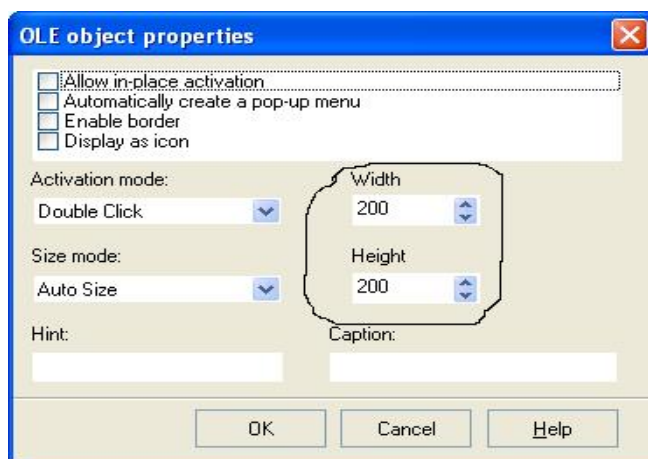 OLE object properties
Allow in-place activation
Automatically create a pop-up menu
Enable border
Display as icon
Activation mode:
Width
Double Click
200
Size mode:
Height
Auto Size
200
Hint:
Caption:
OK
Cancel
Help